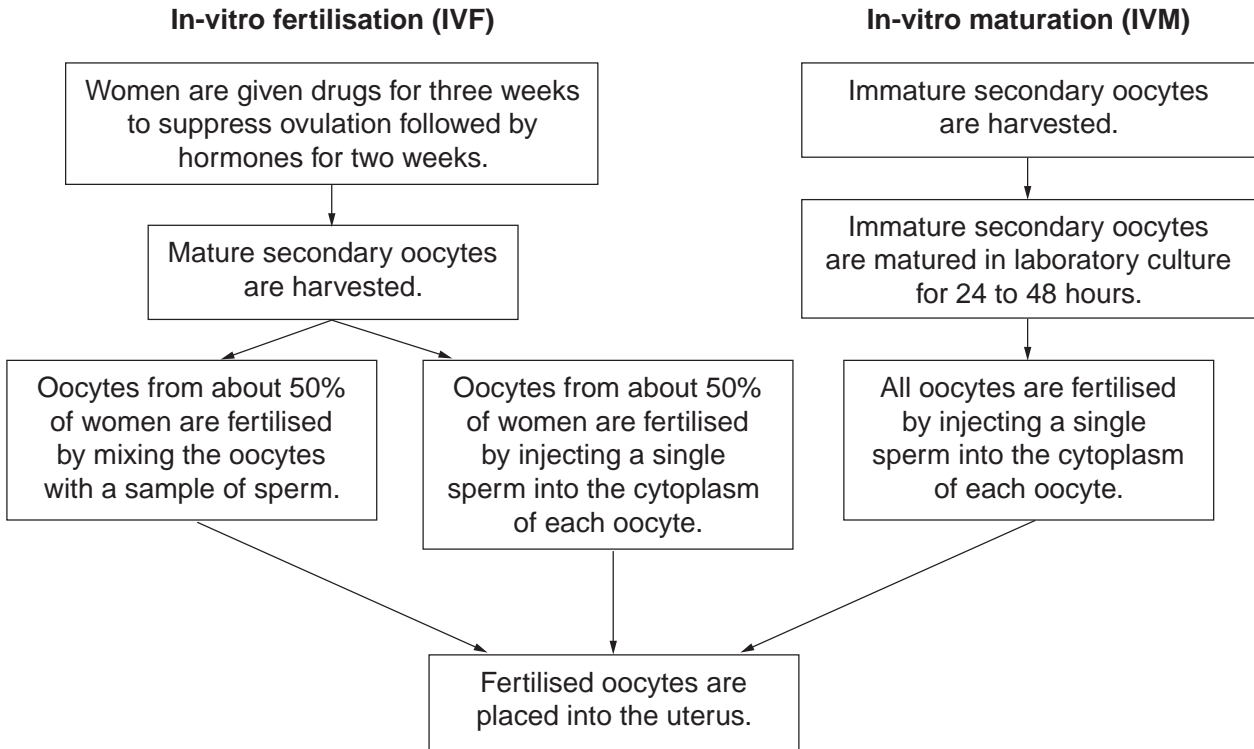 In-vitro fertilisation (IVF)
Women are given drugs for three weeks
to suppress ovulation followed by
hormones for two weeks.
Mature secondary oocytes
are harvested.
Oocytes from about 50%
of women are fertilised
by mixing the oocytes
with a sample of sperm.
Oocytes from about 50%
of women are fertilised
by injecting a single
sperm into the cytoplasm
of each oocyte.
In-vitro maturation (IVM)
Immature secondary oocytes
are harvested.
Immature secondary oocytes
are matured in laboratory culture
for 24 to 48 hours.
All oocytes are fertilised
by injecting a single
sperm into the cytoplasm
of each oocyte.
Fertilised oocytes are
placed into the uterus.